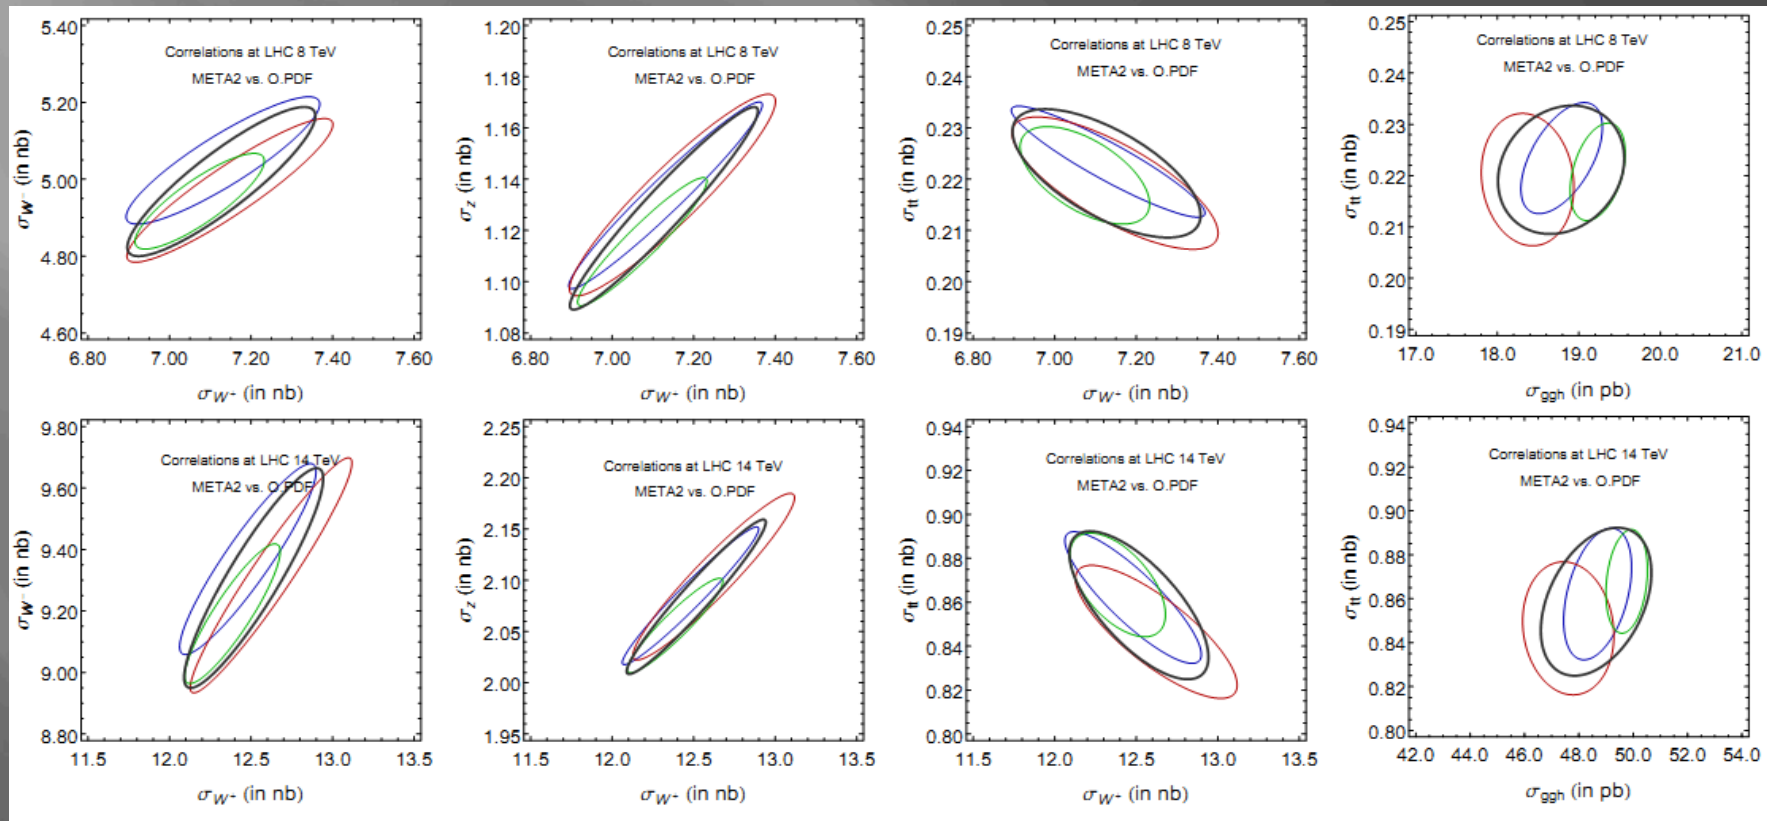 5.40
5.20
5.00
4.80
4.60
σW⁻ (in nb)
Correlations at LHC 8 TeV
META2 vs. O.PDF
6.80 7.00 7.20 7.40 7.60
σW⁺ (in nb)
1.20
1.18
1.16
1.14
1.12
1.10
1.08
σZ (in nb)
Correlations at LHC 8 TeV
META2 vs. O.PDF
6.80 7.00 7.20 7.40 7.60
σW⁺ (in nb)
0.25
0.24
0.23
0.22
0.21
0.20
0.19
σtt (in nb)
Correlations at LHC 8 TeV
META2 vs. O.PDF
6.80 7.00 7.20 7.40 7.60
σW⁺ (in nb)
0.25
0.24
0.23
0.22
0.21
0.20
0.19
σtt (in nb)
Correlations at LHC 8 TeV
META2 vs. O.PDF
17.0 18.0 19.0 20.0 21.0
σggh (in pb)
9.80
9.60
9.40
9.20
9.00
8.80
σW⁻ (in nb)
Correlations at LHC 14 TeV
META2 vs. O.PDF
11.5 12.0 12.5 13.0 13.5
σW⁺ (in nb)
2.25
2.20
2.15
2.10
2.05
2.00
1.95
σZ (in nb)
Correlations at LHC 14 TeV
META2 vs. O.PDF
11.5 12.0 12.5 13.0 13.5
σW⁺ (in nb)
0.94
0.92
0.90
0.88
0.86
0.84
0.82
0.80
σtt (in nb)
Correlations at LHC 14 TeV
META2 vs. O.PDF
11.5 12.0 12.5 13.0 13.5
σW⁺ (in nb)
0.94
0.92
0.90
0.88
0.86
0.84
0.82
0.80
σtt (in nb)
Correlations at LHC 14 TeV
META2 vs. O.PDF
42.0 44.0 46.0 48.0 50.0 52.0 54.0
σggh (in pb)